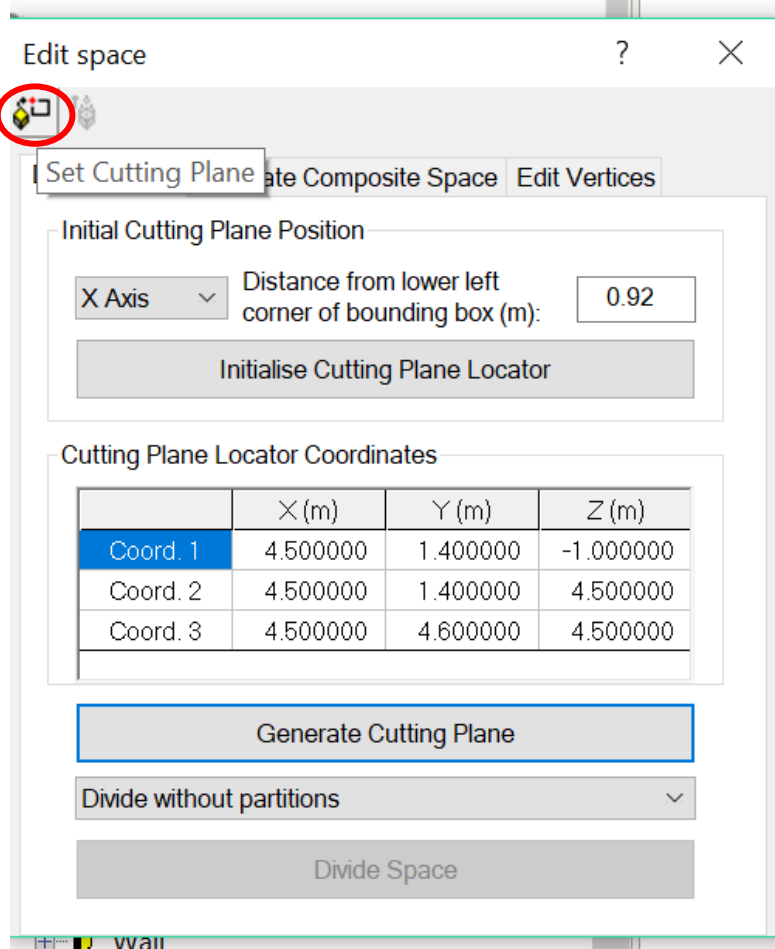 Edit space
?
Set Cutting Plane
ate Composite Space
Edit Vertices
Initial Cutting Plane Position
X Axis
Distance from lower left
corner of bounding box (m):
0.92
Initialise Cutting Plane Locator
Cutting Plane Locator Coordinates
X (m) Y (m) Z (m)
Coord. 1 4.500000 1.400000 -1.000000
Coord. 2 4.500000 1.400000 4.500000
Coord. 3 4.500000 4.600000 4.500000
Generate Cutting Plane
Divide without partitions
Divide Space
Wall